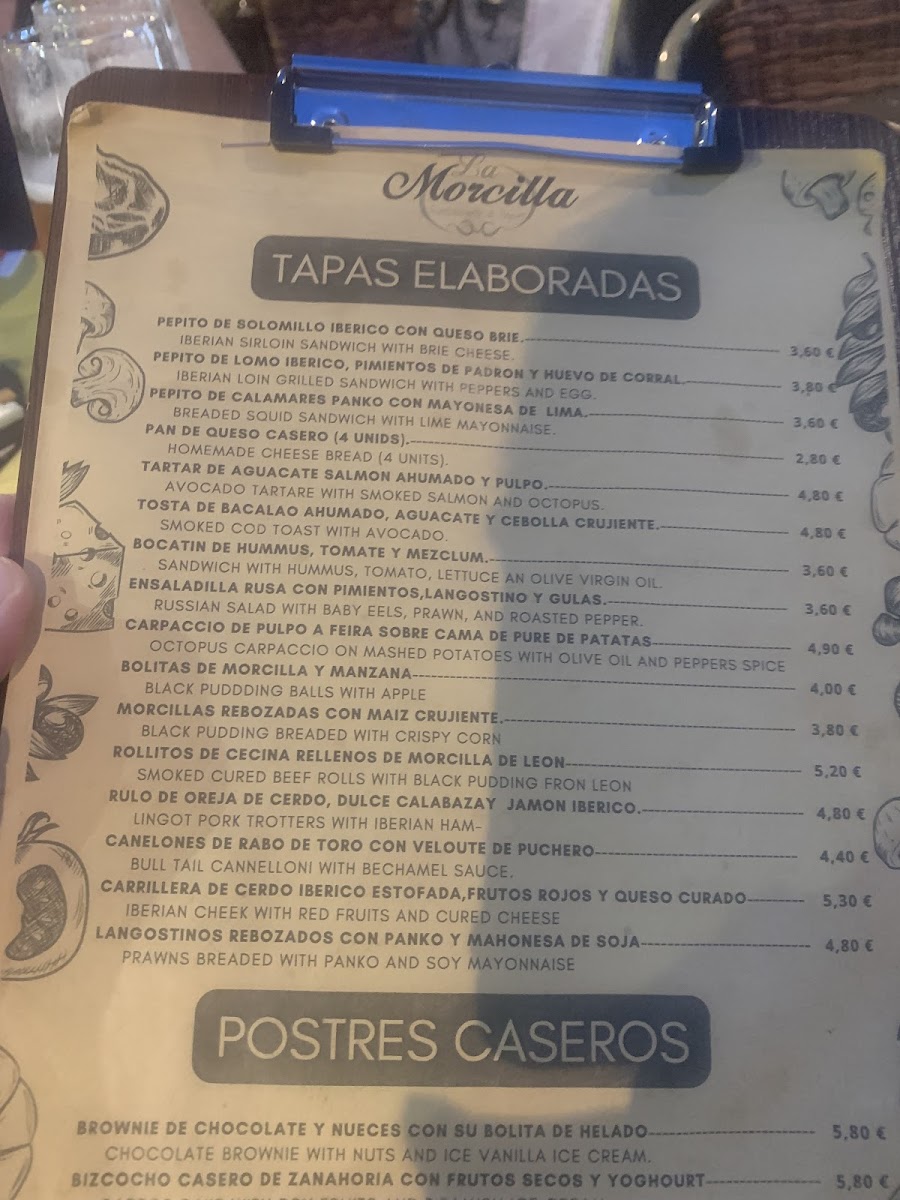 La
Morcilla
TAPAS ELABORADAS
PEPITO DE SOLOMILLO IBERICO CON QUESO BRIE.------ 3,60 €
IBERIAN SIRLOIN SANDWICH WITH BRIE CHEESE.
PEPITO DE LOMO IBERICO, PIMIENTOS DE PADRON Y HUEVO DE CORRAL.------ 3,80 €
IBERIAN LOIN GRILLED SANDWICH WITH PEPPERS AND EGG.
PEPITO DE CALAMARES PANKO CON MAYONESA DE LIMA.------ 3,60 €
BREADED SQUID SANDWICH WITH LIME MAYONNAISE.
PAN DE QUESO CASERO (4 UNIDS).------ 2,80 €
HOMEMADE CHEESE BREAD (4 UNITS).
TARTAR DE AGUACATE SALMON AHUMADO Y PULPO.------ 4,80 €
AVOCADO TARTARE WITH SMOKED SALMON AND OCTOPUS.
TOSTA DE BACALAO AHUMADO, AGUACATE Y CEBOLLA CRUJIENTE.------ 4,80 €
SMOKED COD TOAST WITH AVOCADO.
BOCATIN DE HUMMUS, TOMATE Y MEZCLUM.------ 3,60 €
SANDWICH WITH HUMMUS, TOMATO, LETTUCE AN OLIVE VIRGIN OIL.
ENSALADILLA RUSA CON PIMIENTOS,LANGOSTINO Y GULAS.------ 3,60 €
RUSSIAN SALAD WITH BABY EELS, PRAWN, AND ROASTED PEPPER.
CARPACCIO DE PULPO A FEIRA SOBRE CAMA DE PURE DE PATATAS------ 4,90 €
OCTOPUS CARPACCIO ON MASHED POTATOES WITH OLIVE OIL AND PEPPERS SPICE
BOLITAS DE MORCILLA Y MANZANA------ 4,00 €
BLACK PUDDDING BALLS WITH APPLE
MORCILLAS REBOZADAS CON MAIZ CRUJIENTE.------ 3,80 €
BLACK PUDDING BREADED WITH CRISPY CORN
ROLLITOS DE CECINA RELLENOS DE MORCILLA DE LEON------ 5,20 €
SMOKED CURED BEEF ROLLS WITH BLACK PUDDING FRON LEON
RULO DE OREJA DE CERDO, DULCE CALABAZAY JAMON IBERICO.------ 4,80 €
LINGOT PORK TROTTERS WITH IBERIAN HAM-
CANELONES DE RABO DE TORO CON VELOUTE DE PUCHERO------ 4,40 €
BULL TAIL CANNELLONI WITH BECHAMEL SAUCE.
CARRILLERA DE CERDO IBERICO ESTOFADA,FRUTOS ROJOS Y QUESO CURADO------ 5,30 €
IBERIAN CHEEK WITH RED FRUITS AND CURED CHEESE
LANGOSTINOS REBOZADOS CON PANKO Y MAHONESA DE SOJA------ 4,80 €
PRAWNS BREADED WITH PANKO AND SOY MAYONNAISE
POSTRES CASEROS
BROWNIE DE CHOCOLATE Y NUECES CON SU BOLITA DE HELADO------ 5,80 €
CHOCOLATE BROWNIE WITH NUTS AND ICE VANILLA ICE CREAM.
BIZCOCHO CASERO DE ZANAHORIA CON FRUTOS SECOS Y YOGHOURT------ 5,80 €